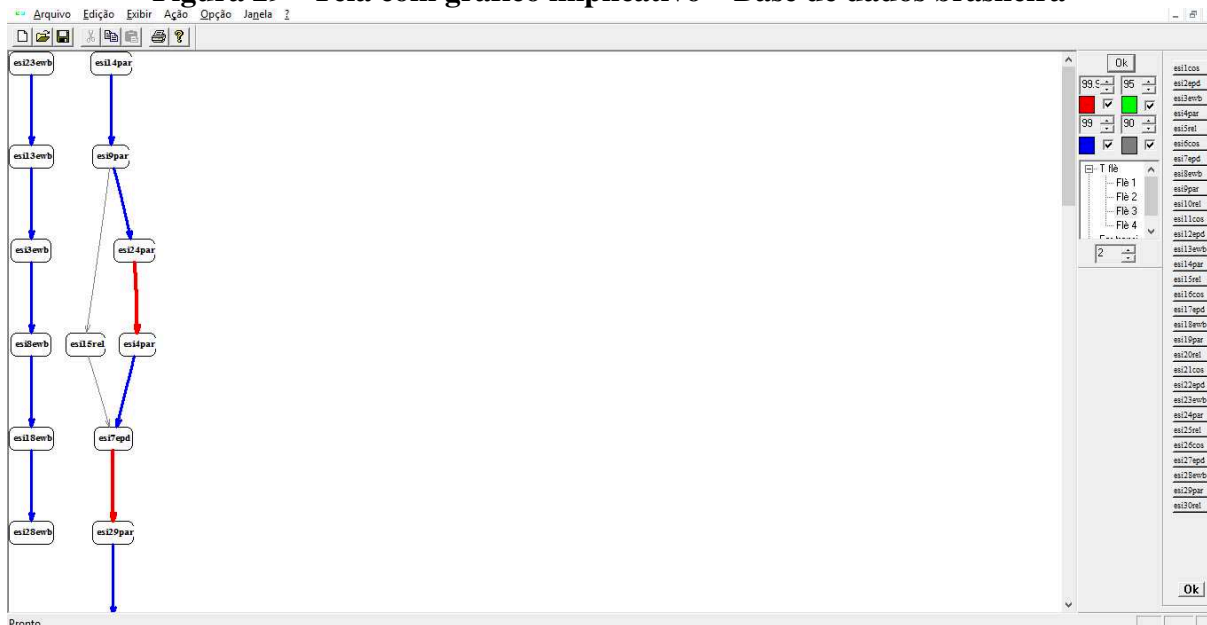 Figura 29 – Tela com gráfico implicativo – Base de dados brasileira
Arquivo Edição Exibir Ação Opção Janela ?
esi23ewb esi14par
esi13ewb esi9par
esi3ewb esi24par
esi8ewb esi15rel esi4par
esi18ewb esi7epd
esi28ewb esi29par
Ok
99.9 95
99 90
T flè
Flè 1
Flè 2
Flè 3
Flè 4
2
esi1cos
esi2epd
esi3ewb
esi4par
esi5rel
esi6cos
esi7epd
esi8ewb
esi9par
esi10rel
esi11cos
esi12epd
esi13ewb
esi14par
esi15rel
esi16cos
esi17epd
esi18ewb
esi19par
esi20rel
esi21cos
esi22epd
esi23ewb
esi24par
esi25rel
esi26cos
esi27epd
esi28ewb
esi29par
esi30rel
Ok
Pronto